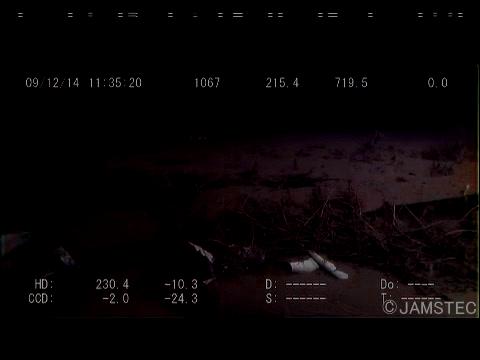 09/12/14 11:35:20 1067 215.4 719.5 0.0
HD: 230.4 -10.3 D: ------ Do: ----
CCD: -2.0 -24.3 S: ------ T: ------
©JAMSTEC